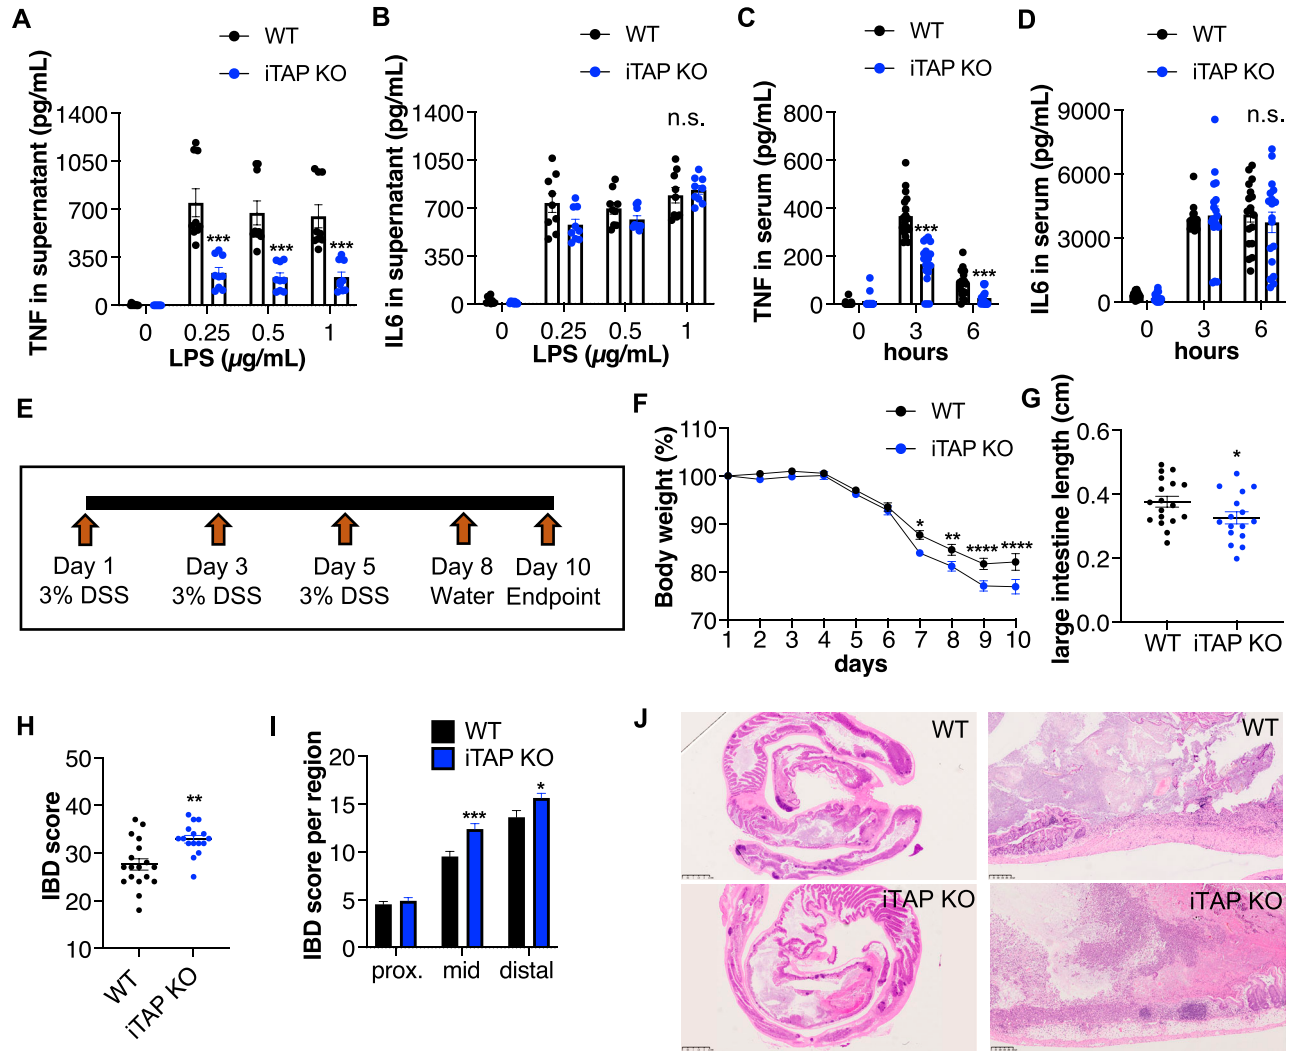 A
WT
iTAP KO
TNF in supernatant (pg/mL)
1400
1050
700
350
0
***
***
***
0
0.25
0.5
1
LPS (µg/mL)
B
WT
iTAP KO
IL6 in supernatant (pg/mL)
1400
1050
700
350
0
n.s.
0
0.25
0.5
1
LPS (µg/mL)
C
WT
iTAP KO
TNF in serum (pg/mL)
800
600
400
200
0
***
***
0
3
6
hours
D
WT
iTAP KO
IL6 in serum (pg/mL)
9000
6000
3000
0
n.s.
0
3
6
hours
E
Day 1
3% DSS
Day 3
3% DSS
Day 5
3% DSS
Day 8
Water
Day 10
Endpoint
F
WT
iTAP KO
Body weight (%)
110
100
90
80
70
*
**
****
****
1
2
3
4
5
6
7
8
9
10
days
G
large intestine length (cm)
0.6
0.4
0.2
0.0
*
WT
iTAP KO
H
IBD score
50
40
30
20
10
**
WT
iTAP KO
I
WT
iTAP KO
IBD score per region
20
15
10
5
0
***
*
prox.
mid
distal
J
WT
WT
iTAP KO
iTAP KO